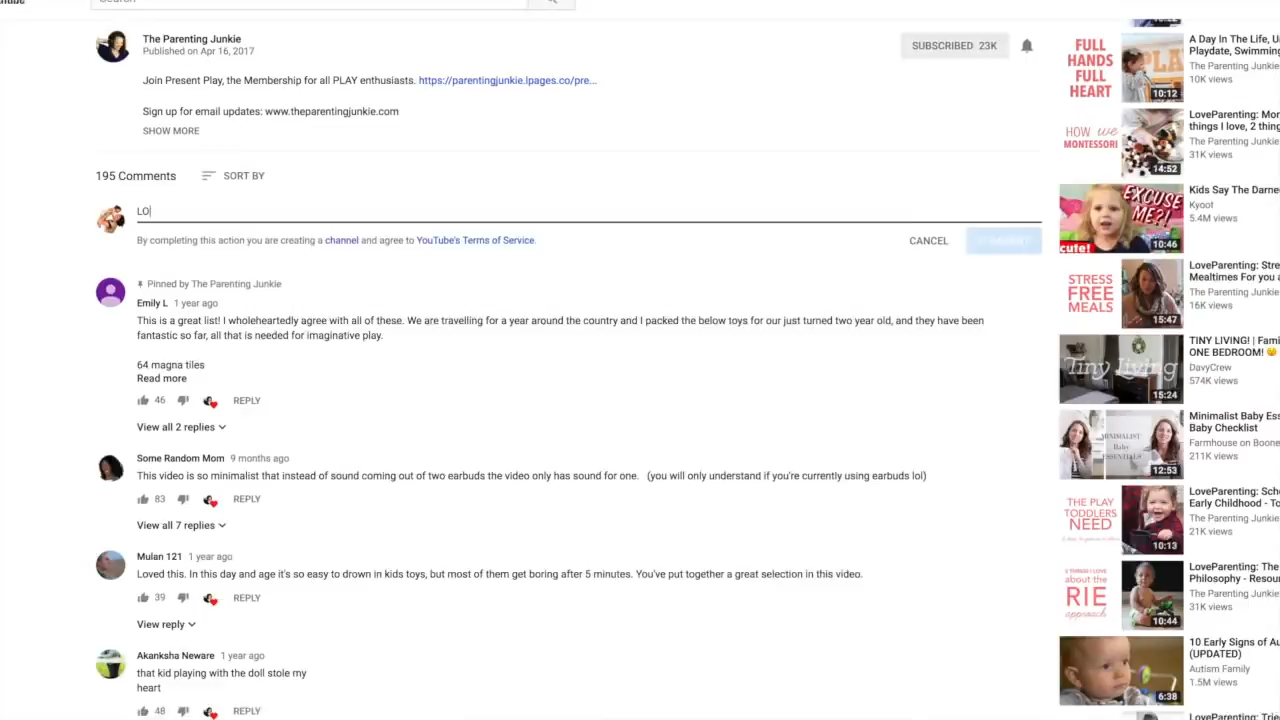 The Parenting Junkie
Published on Apr 16, 2017
SUBSCRIBED 23K
Join Present Play, the Membership for all PLAY enthusiasts. https://parentingjunkie.lpages.co/pre...
Sign up for email updates: www.theparentingjunkie.com
SHOW MORE
195 Comments
SORT BY
LO
By completing this action you are creating a channel and agree to YouTube's Terms of Service.
CANCEL
COMMENT
Pinned by The Parenting Junkie
Emily L 1 year ago
This is a great list! I wholeheartedly agree with all of these. We are travelling for a year around the country and I packed the below toys for our just turned two year old, and they have been
fantastic so far, all that is needed for imaginative play.
64 magna tiles
Read more
46 REPLY
View all 2 replies
Some Random Mom 9 months ago
This video is so minimalist that instead of sound coming out of two earbuds the video only has sound for one. (you will only understand if you're currently using earbuds lol)
83 REPLY
View all 7 replies
Mulan 121 1 year ago
Loved this. In this day and age it's so easy to drown in kids toys, but most of them get boring after 5 minutes. You've put together a great selection in this video.
39 REPLY
View reply
Akanksha Neware 1 year ago
that kid playing with the doll stole my
heart
48 REPLY
FULL
HANDS
FULL
HEART
10:12
A Day In The Life, U
Playdate, Swimming
The Parenting Junkie
10K views
HOW we
MONTESSORI
14:52
LoveParenting: Mor
things I love, 2 thing
The Parenting Junkie
31K views
EXCUSE
ME?!
cute!
10:46
Kids Say The Darne
Kyoot
5.4M views
STRESS
FREE
MEALS
15:47
LoveParenting: Stre
Mealtimes For you a
The Parenting Junkie
16K views
Tiny Living
15:24
TINY LIVING! | Fami
ONE BEDROOM! 😉
DavyCrew
574K views
MINIMALIST
Baby
ESSENTIALS
12:53
Minimalist Baby Ess
Baby Checklist
Farmhouse on Boone
211K views
THE PLAY
TODDLERS
NEED
10:13
LoveParenting: Sch
Early Childhood - To
The Parenting Junkie
21K views
5 THINGS I LOVE
about the
RIE
approach
10:44
LoveParenting: The
Philosophy - Resou
The Parenting Junkie
31K views
6:38
10 Early Signs of Au
(UPDATED)
Autism Family
1.5M views
LoveParenting: Trie